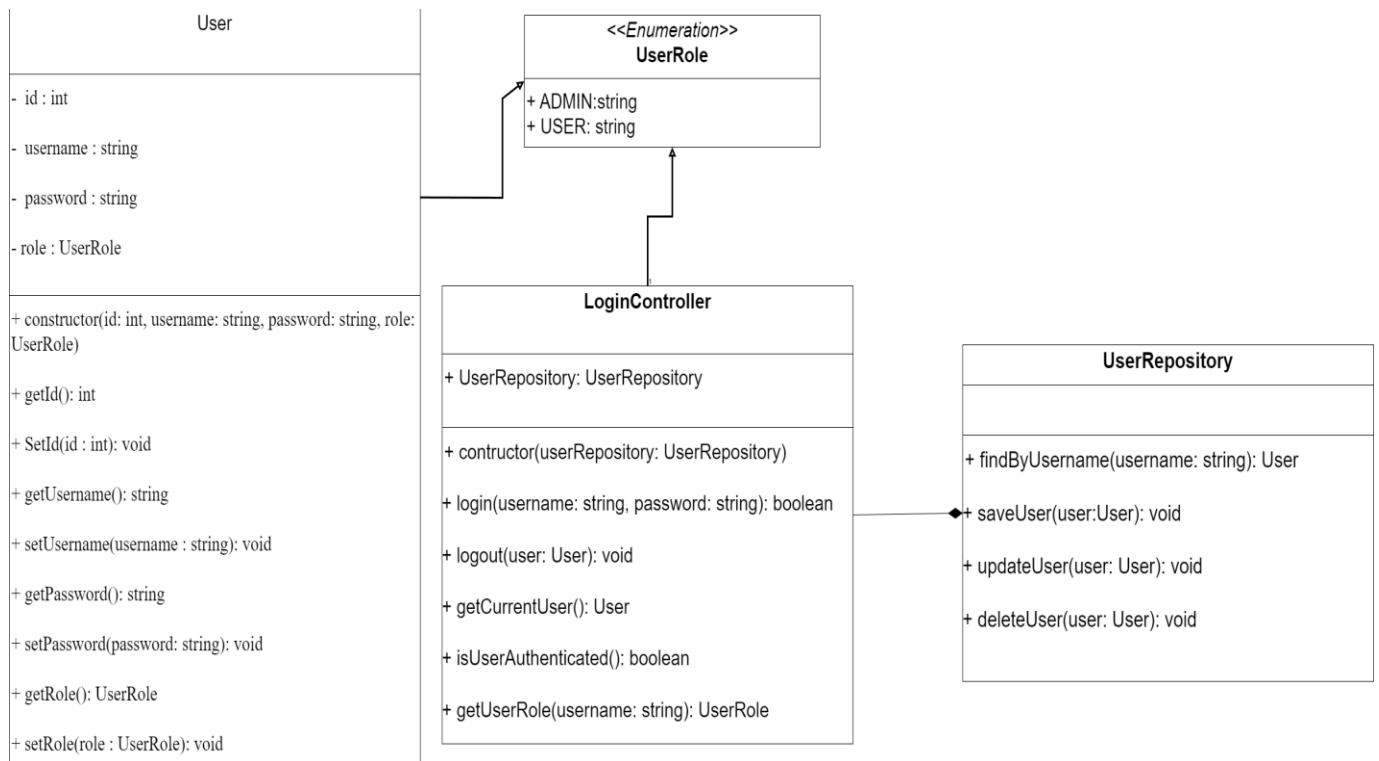 User
- id : int
- username : string
- password : string
- role : UserRole
+ constructor(id: int, username: string, password: string, role:
UserRole)
+ getId(): int
+ SetId(id : int): void
+ getUsername(): string
+ setUsername(username : string): void
+ getPassword(): string
+ setPassword(password: string): void
+ getRole(): UserRole
+ setRole(role : UserRole): void
<<Enumeration>>
UserRole
+ ADMIN:string
+ USER: string
1
LoginController
+ UserRepository: UserRepository
+ contructor(userRepository: UserRepository)
+ login(username: string, password: string): boolean
+ logout(user: User): void
+ getCurrentUser(): User
+ isUserAuthenticated(): boolean
+ getUserRole(username: string): UserRole
UserRepository
+ findByUsername(username: string): User
+ saveUser(user:User): void
+ updateUser(user: User): void
+ deleteUser(user: User): void